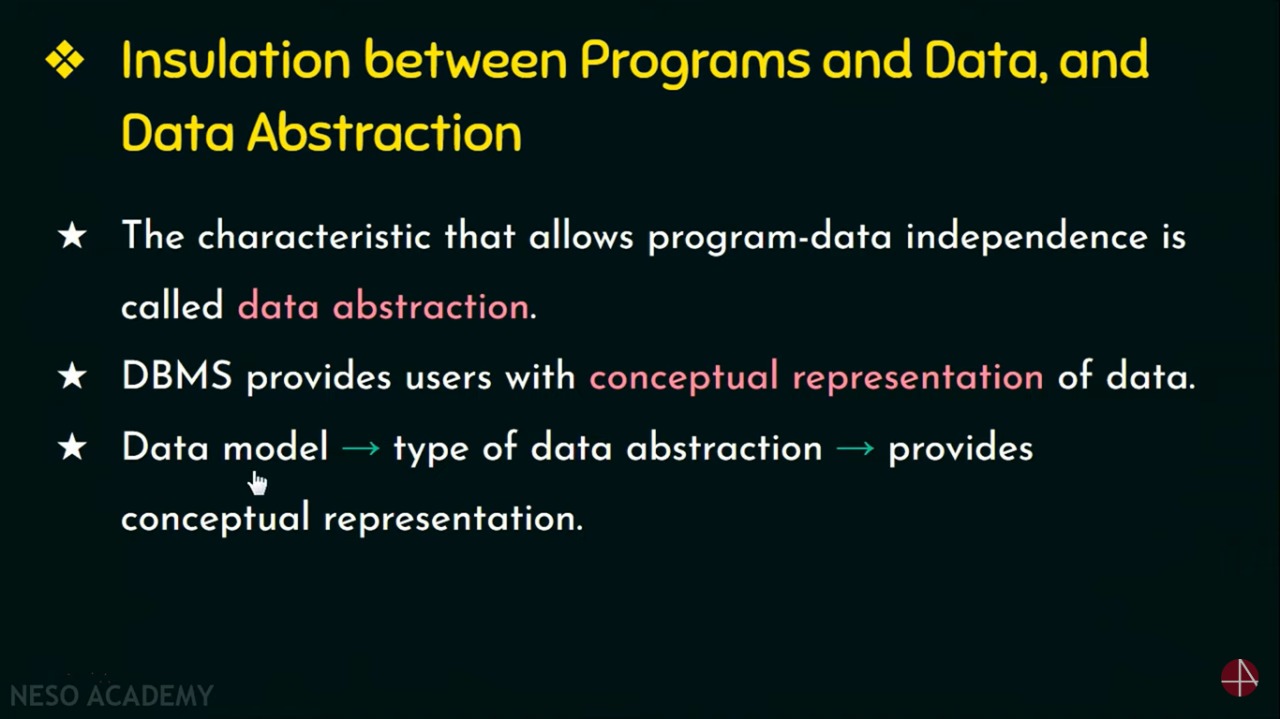 ❖ Insulation between Programs and Data, and
Data Abstraction
★ The characteristic that allows program-data independence is
called data abstraction.
★ DBMS provides users with conceptual representation of data.
★ Data model → type of data abstraction → provides
conceptual representation.
NESO ACADEMY